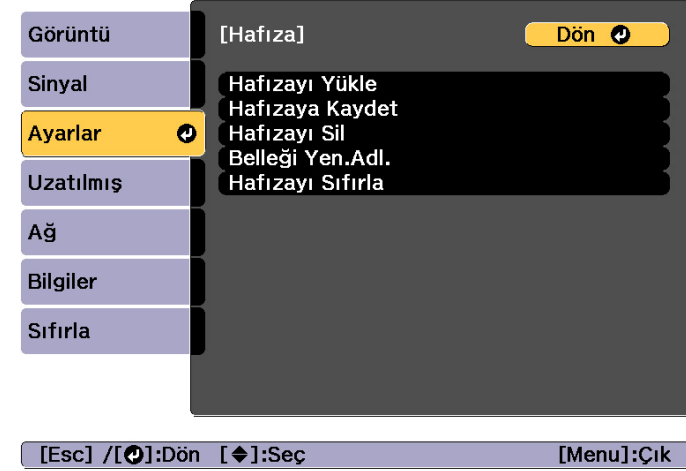 Görüntü
Sinyal
Ayarlar
Uzatılmış
Ağ
Bilgiler
Sıfırla
[Hafıza]
Dön
Hafızayı Yükle
Hafızaya Kaydet
Hafızayı Sil
Belleği Yen.Adl.
Hafızayı Sıfırla
[Esc] /[⏎]:Dön [◆]:Seç [Menu]:Çık